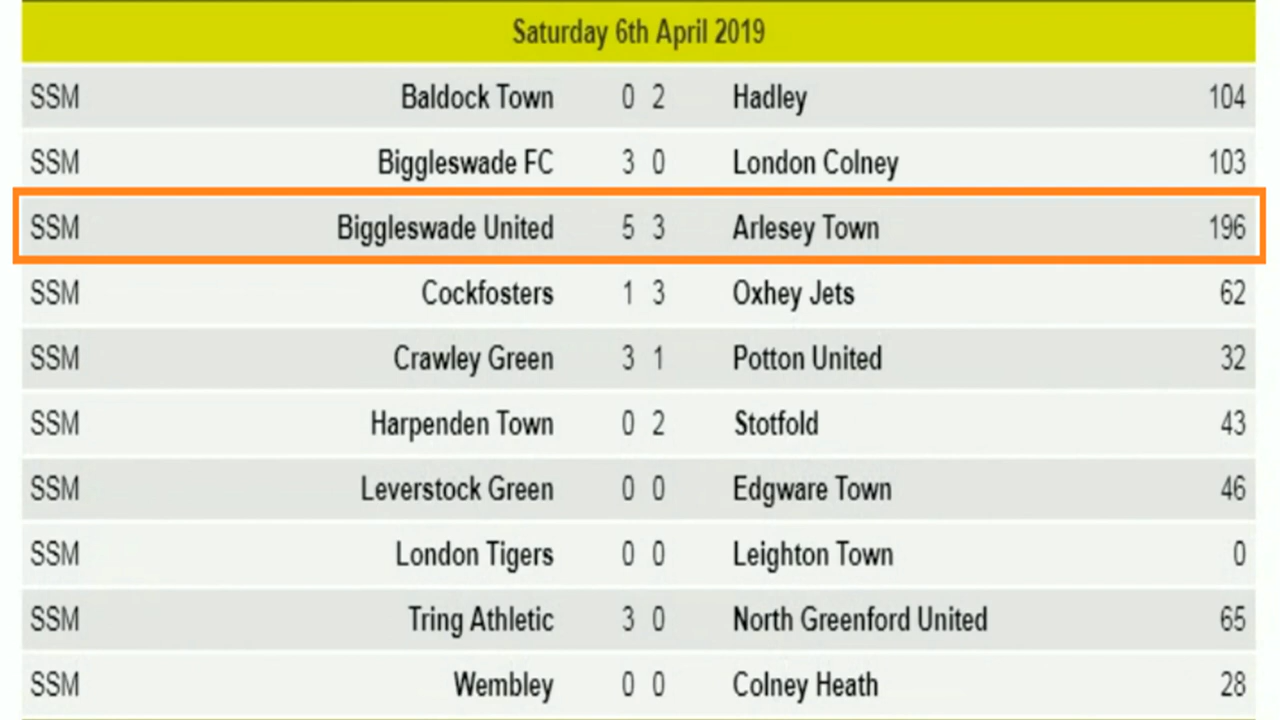 Saturday 6th April 2019
SSM Baldock Town 0 2 Hadley 104
SSM Biggleswade FC 3 0 London Colney 103
SSM Biggleswade United 5 3 Arlesey Town 196
SSM Cockfosters 1 3 Oxhey Jets 62
SSM Crawley Green 3 1 Potton United 32
SSM Harpenden Town 0 2 Stotfold 43
SSM Leverstock Green 0 0 Edgware Town 46
SSM London Tigers 0 0 Leighton Town 0
SSM Tring Athletic 3 0 North Greenford United 65
SSM Wembley 0 0 Colney Heath 28